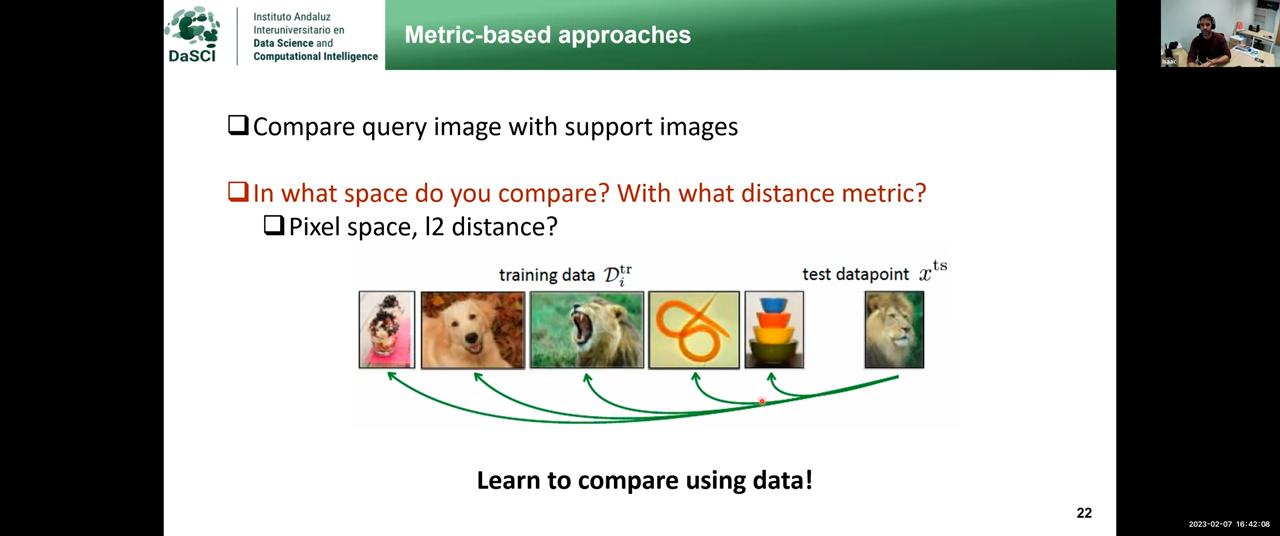 DaSCI
Instituto Andaluz
Interuniversitario en
Data Science and
Computational Intelligence
Metric-based approaches
Isaac
Compare query image with support images
In what space do you compare? With what distance metric?
Pixel space, l2 distance?
training data 𝒟ᵢᵗʳ
test datapoint xᵗˢ
Learn to compare using data!
22
2023-02-07 16:42:08